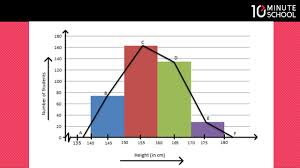 10 MINUTE
SCHOOL
180
160
140
120
100
80
60
40
20
0
Number of Students
A
B
C
D
E
F
135 140 145 150 155 160 165 170 175 180
Height (in cm)